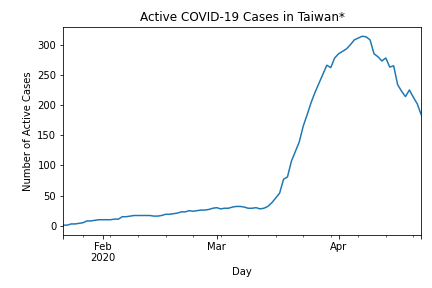 Active COVID-19 Cases in Taiwan*
Number of Active Cases
300
250
200
150
100
50
0
Feb
2020
Mar
Apr
Day